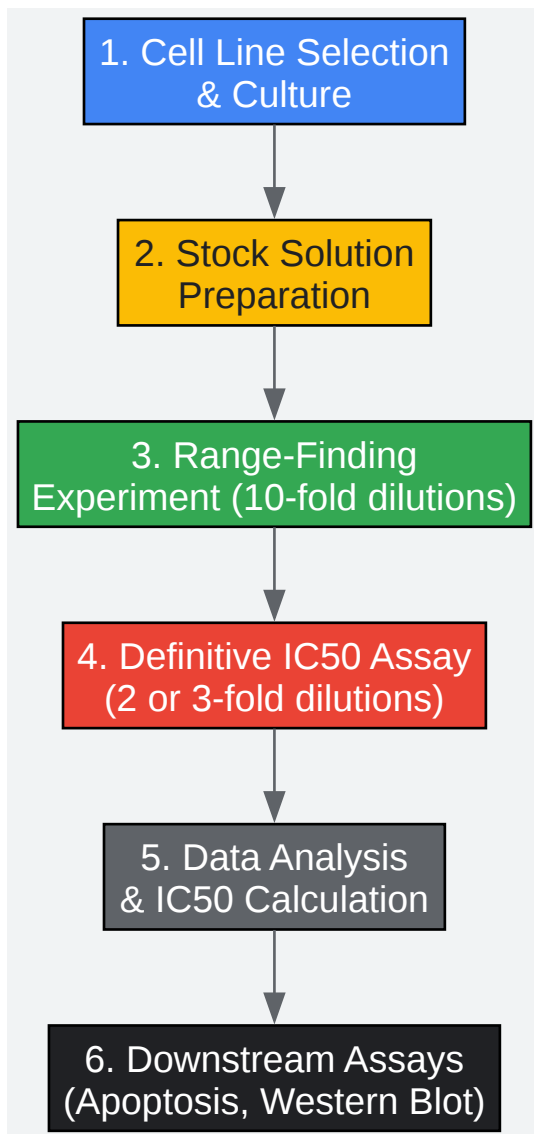 1. Cell Line Selection
& Culture
2. Stock Solution
Preparation
3. Range-Finding
Experiment (10-fold dilutions)
4. Definitive IC50 Assay
(2 or 3-fold dilutions)
5. Data Analysis
& IC50 Calculation
6. Downstream Assays
(Apoptosis, Western Blot)